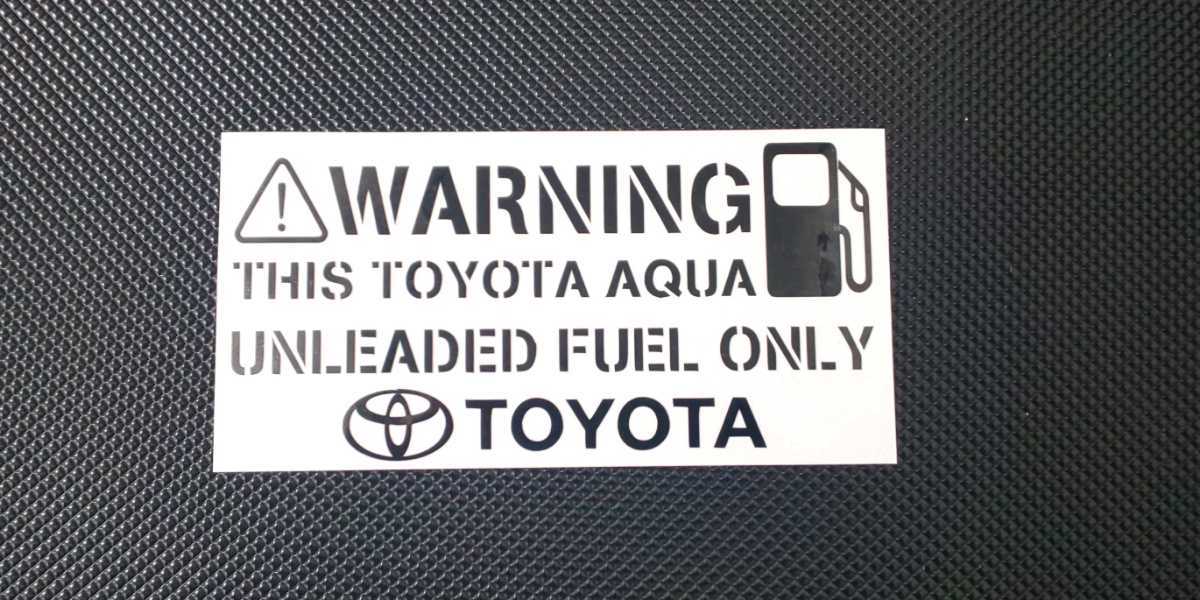 WARNING
THIS TOYOTA AQUA
UNLEADED FUEL ONLY
TOYOTA